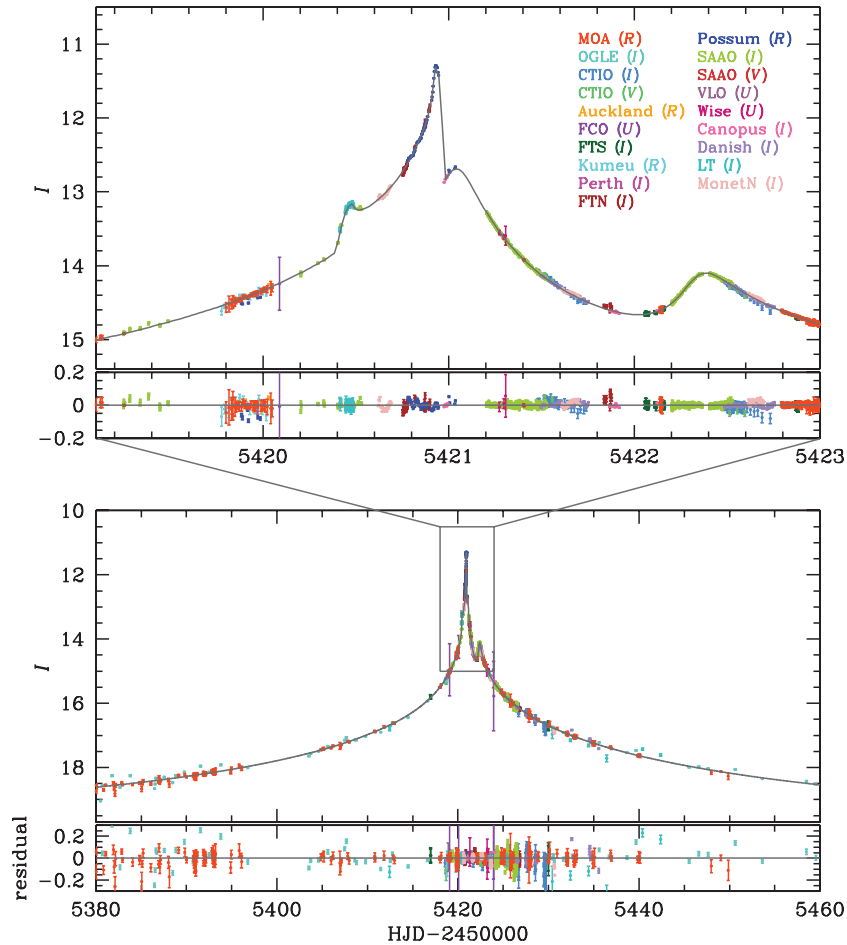 11
12
13
14
15
I
MOA (R)
OGLE (I)
CTIO (I)
CTIO (V)
Auckland (R)
FCO (U)
FTS (I)
Kumeu (R)
Perth (I)
FTN (I)
Possum (R)
SAAO (I)
SAAO (V)
VLO (U)
Wise (U)
Canopus (I)
Danish (I)
LT (I)
MonetN (I)
0.2
0
−0.2
5420 5421 5422 5423
10
12
14
16
18
I
residual
0.2
0
−0.2
5380 5400 5420 5440 5460
HJD−2450000